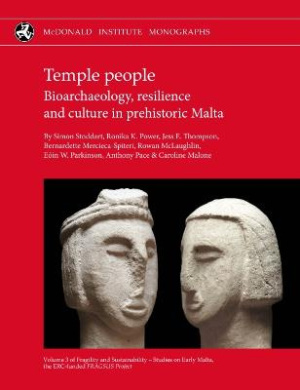 McDONALD INSTITUTE MONOGRAPHS
Temple people
Bioarchaeology, resilience
and culture in prehistoric Malta
By Simon Stoddart, Ronika K. Power, Jess E. Thompson,
Bernardette Mercieca-Spiteri, Rowan McLaughlin,
Eóin W. Parkinson, Anthony Pace & Caroline Malone
Volume 3 of Fragility and Sustainability – Studies on Early Malta,
the ERC-funded FRAGSUS Project